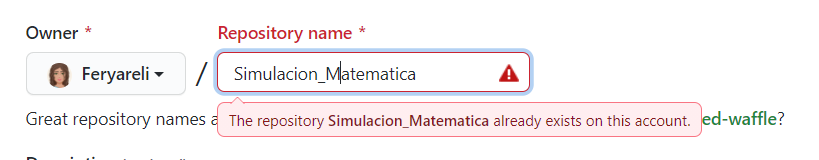 Owner * Repository name *
Feryareli / Simulacion_Matematica
The repository Simulacion_Matematica already exists on this account.
Great repository names a ed-waffle?